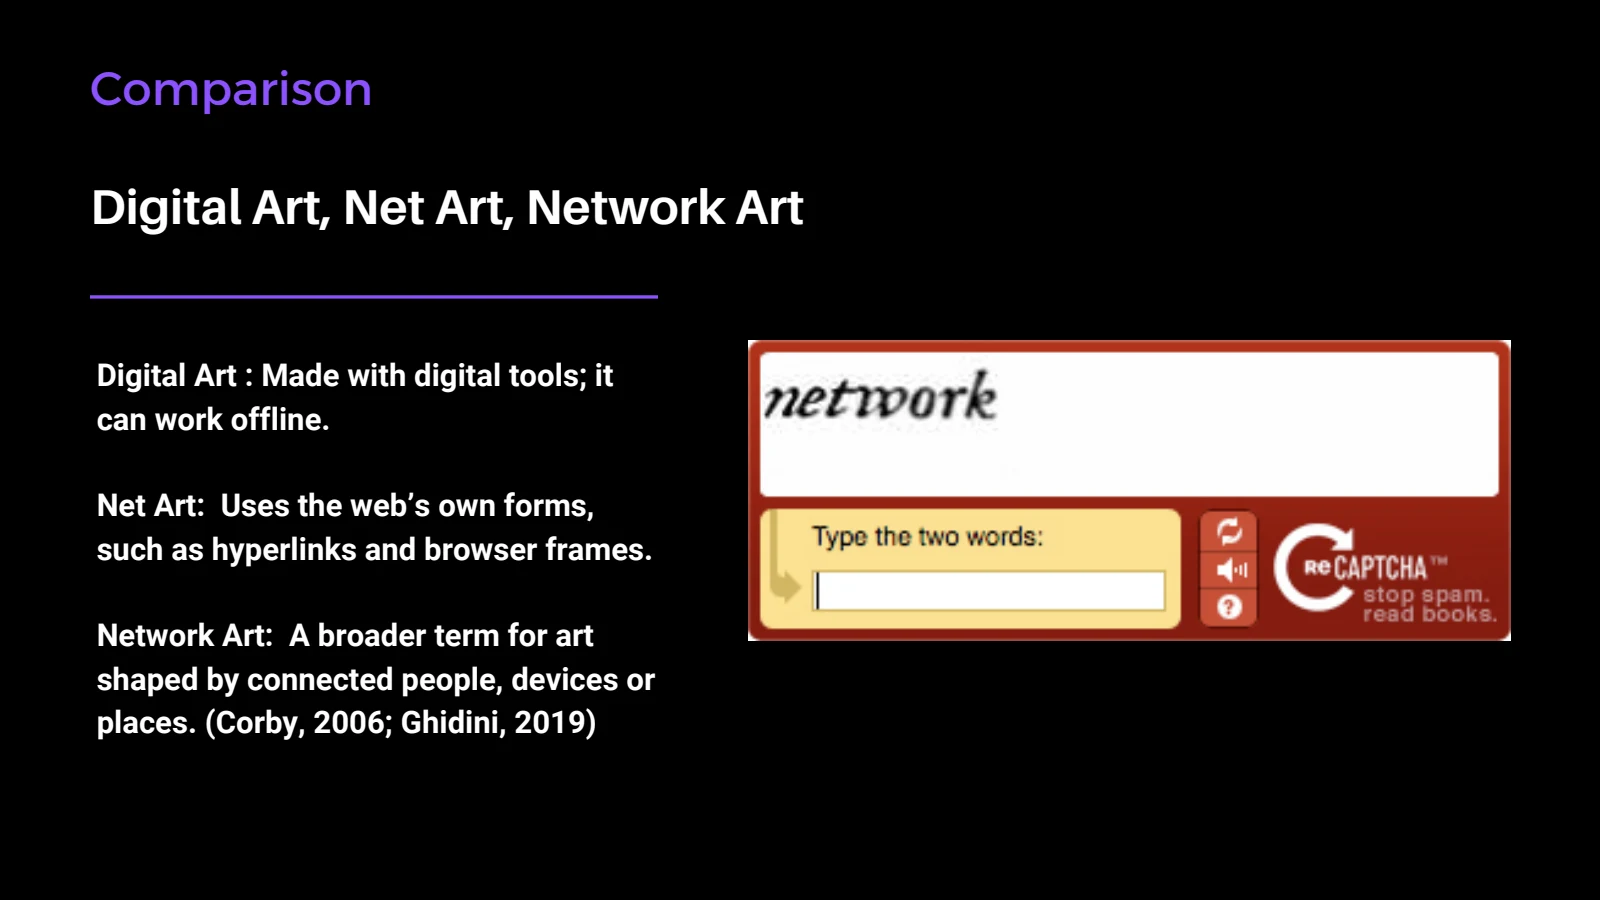 Comparison
Digital Art, Net Art, Network Art
Digital Art : Made with digital tools; it
can work offline.
Net Art:  Uses the web’s own forms,
such as hyperlinks and browser frames.
Network Art:  A broader term for art
shaped by connected people, devices or
places. (Corby, 2006; Ghidini, 2019)
network
Type the two words:
?
ReCAPTCHA™
stop spam.
read books.